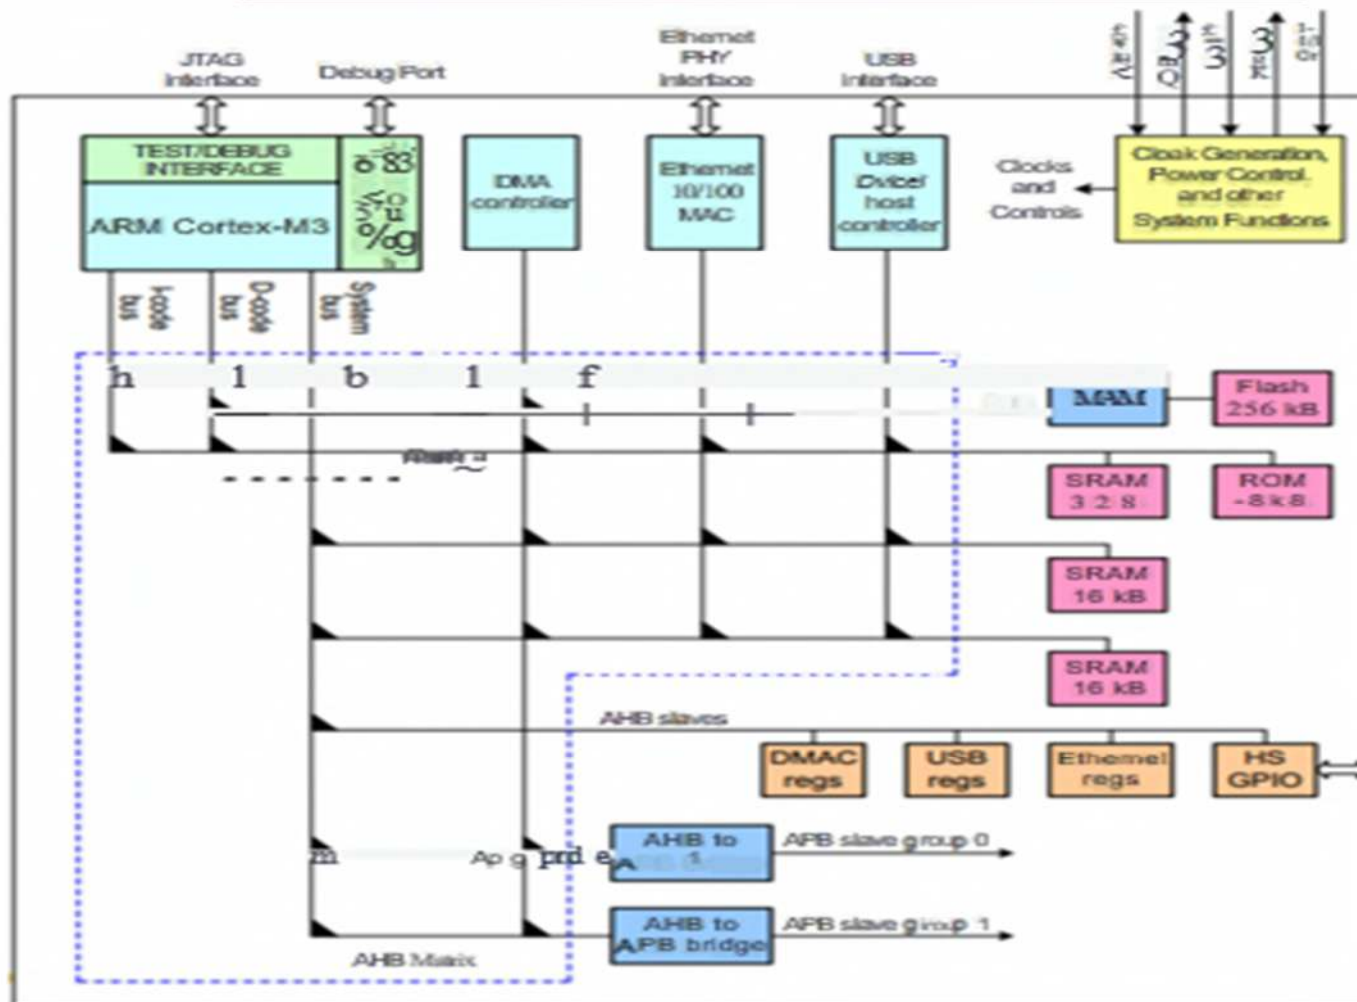 JTAG
Interface
Debug Port
Ethernet
PHY
Interface
USB
Interface
TEST/DEBUG
INTERFACE
ARM Cortex-M3
DMA
controller
Ethernet
10/100
MAC
USB
host
controller
Clocks
and
Controls
Clock Generation,
Power Control,
and other
System Functions
I-code
bus
D-code
bus
System
bus
h l b l f
MAM
Flash
256 kB
SRAM
3 2 8
ROM
-8k8.
SRAM
16 kB
SRAM
16 kB
AHB slaves
DMAC
regs
USB
regs
Ethernet
regs
HS
GPIO
m
AHB to
APB slave group 0
AHB to
APB bridge
APB slave group 1
AHB Matrix